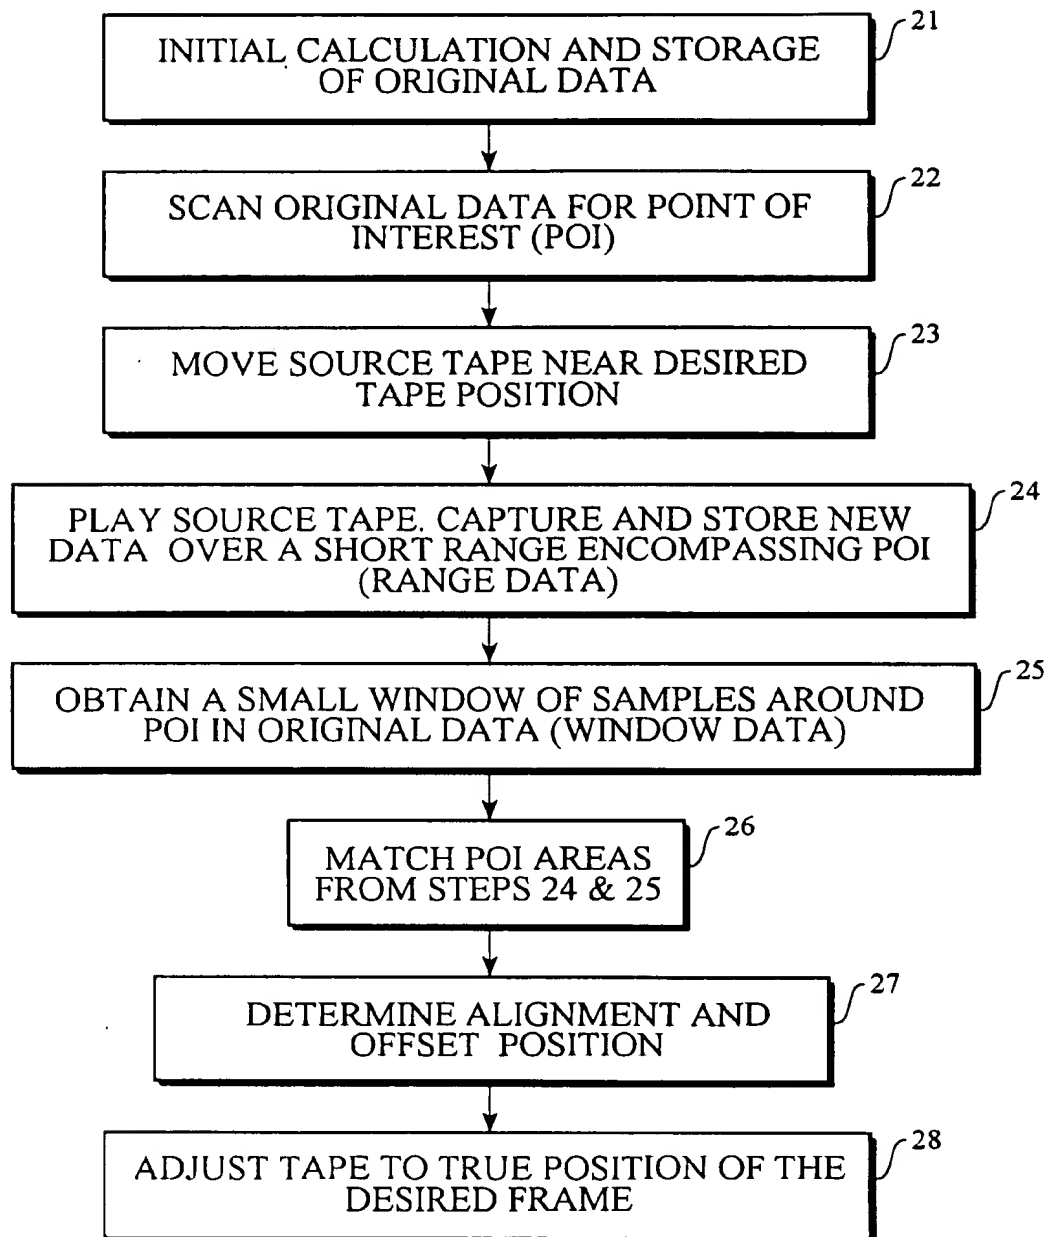 21
INITIAL CALCULATION AND STORAGE
OF ORIGINAL DATA
22
SCAN ORIGINAL DATA FOR POINT OF
INTEREST (POI)
23
MOVE SOURCE TAPE NEAR DESIRED
TAPE POSITION
24
PLAY SOURCE TAPE. CAPTURE AND STORE NEW
DATA OVER A SHORT RANGE ENCOMPASSING POI
(RANGE DATA)
25
OBTAIN A SMALL WINDOW OF SAMPLES AROUND
POI IN ORIGINAL DATA (WINDOW DATA)
26
MATCH POI AREAS
FROM STEPS 24 & 25
27
DETERMINE ALIGNMENT AND
OFFSET POSITION
28
ADJUST TAPE TO TRUE POSITION OF THE
DESIRED FRAME